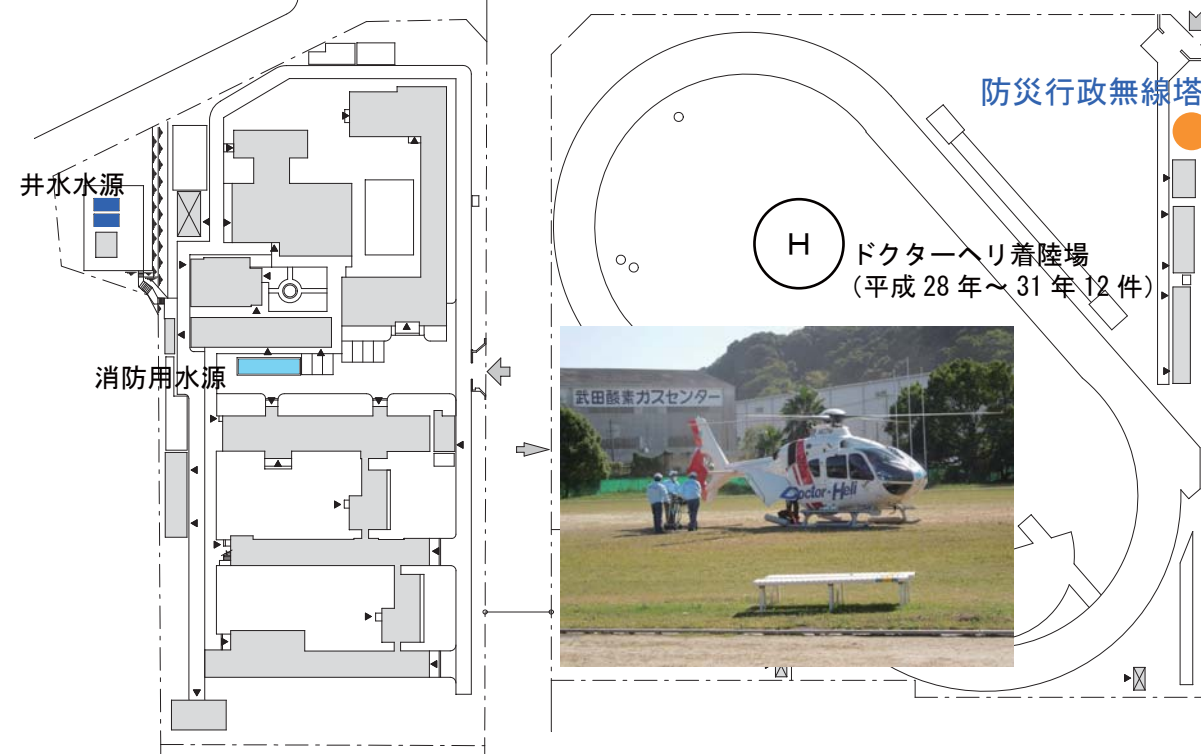 防災行政無線塔
井水水源
H
ドクターヘリ着陸場
(平成 28 年～ 31 年 12 件)
消防用水源
武田酸素ガスセンター
Doctor-Heli